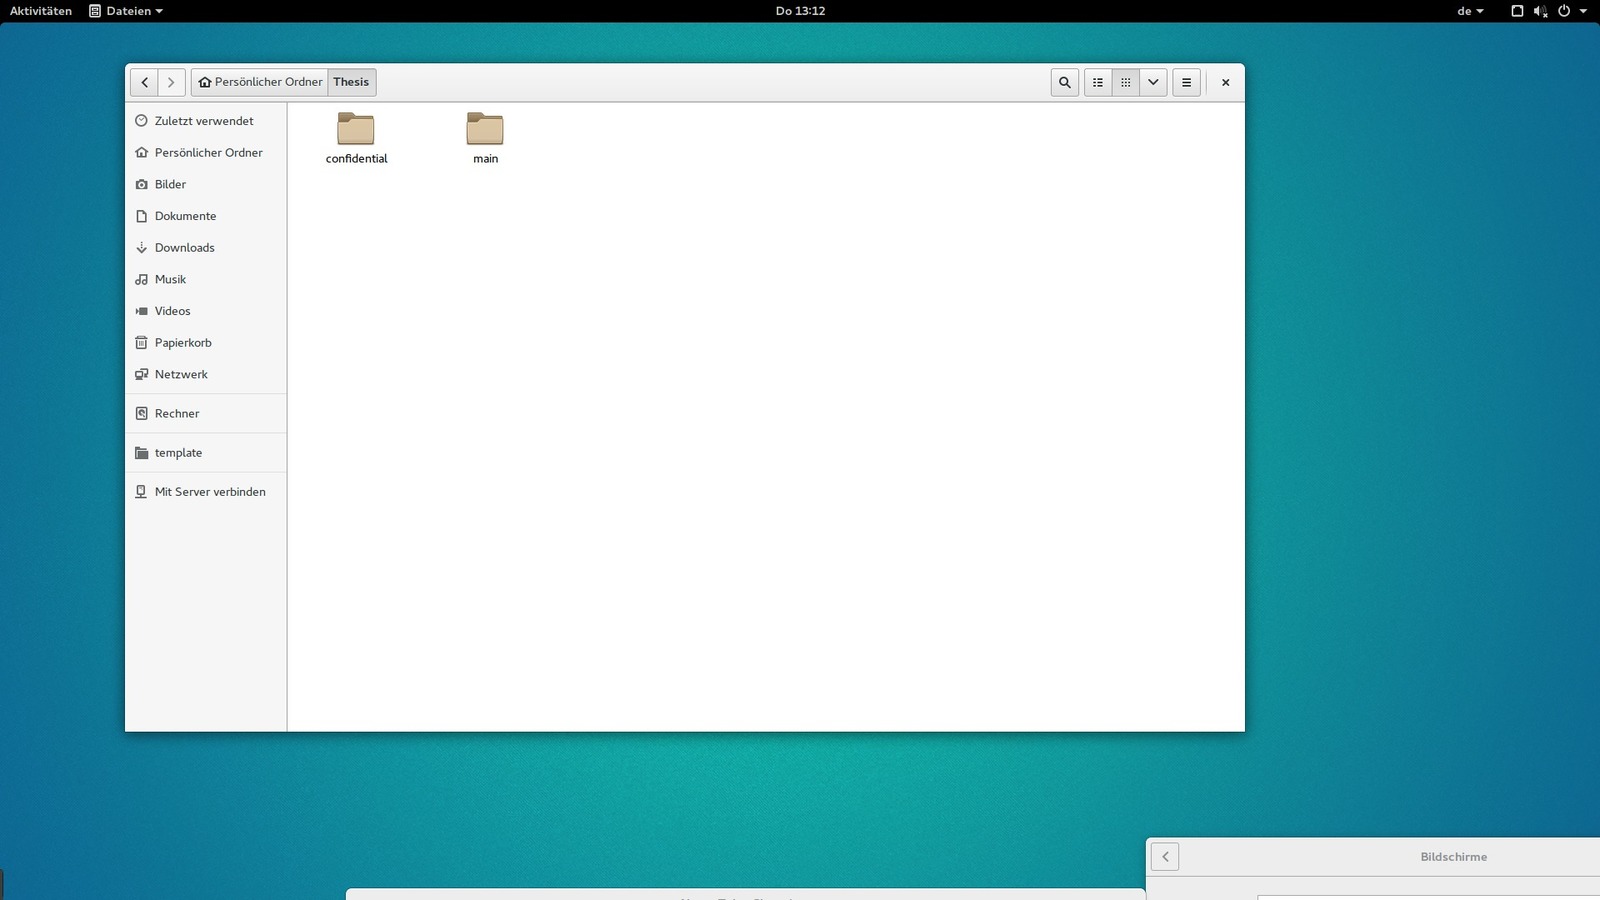 Aktivitäten Dateien Do 13:12 de
Persönlicher Ordner Thesis
Zuletzt verwendet
Persönlicher Ordner
Bilder
Dokumente
Downloads
Musik
Videos
Papierkorb
Netzwerk
Rechner
template
Mit Server verbinden
confidential main
Bildschirme